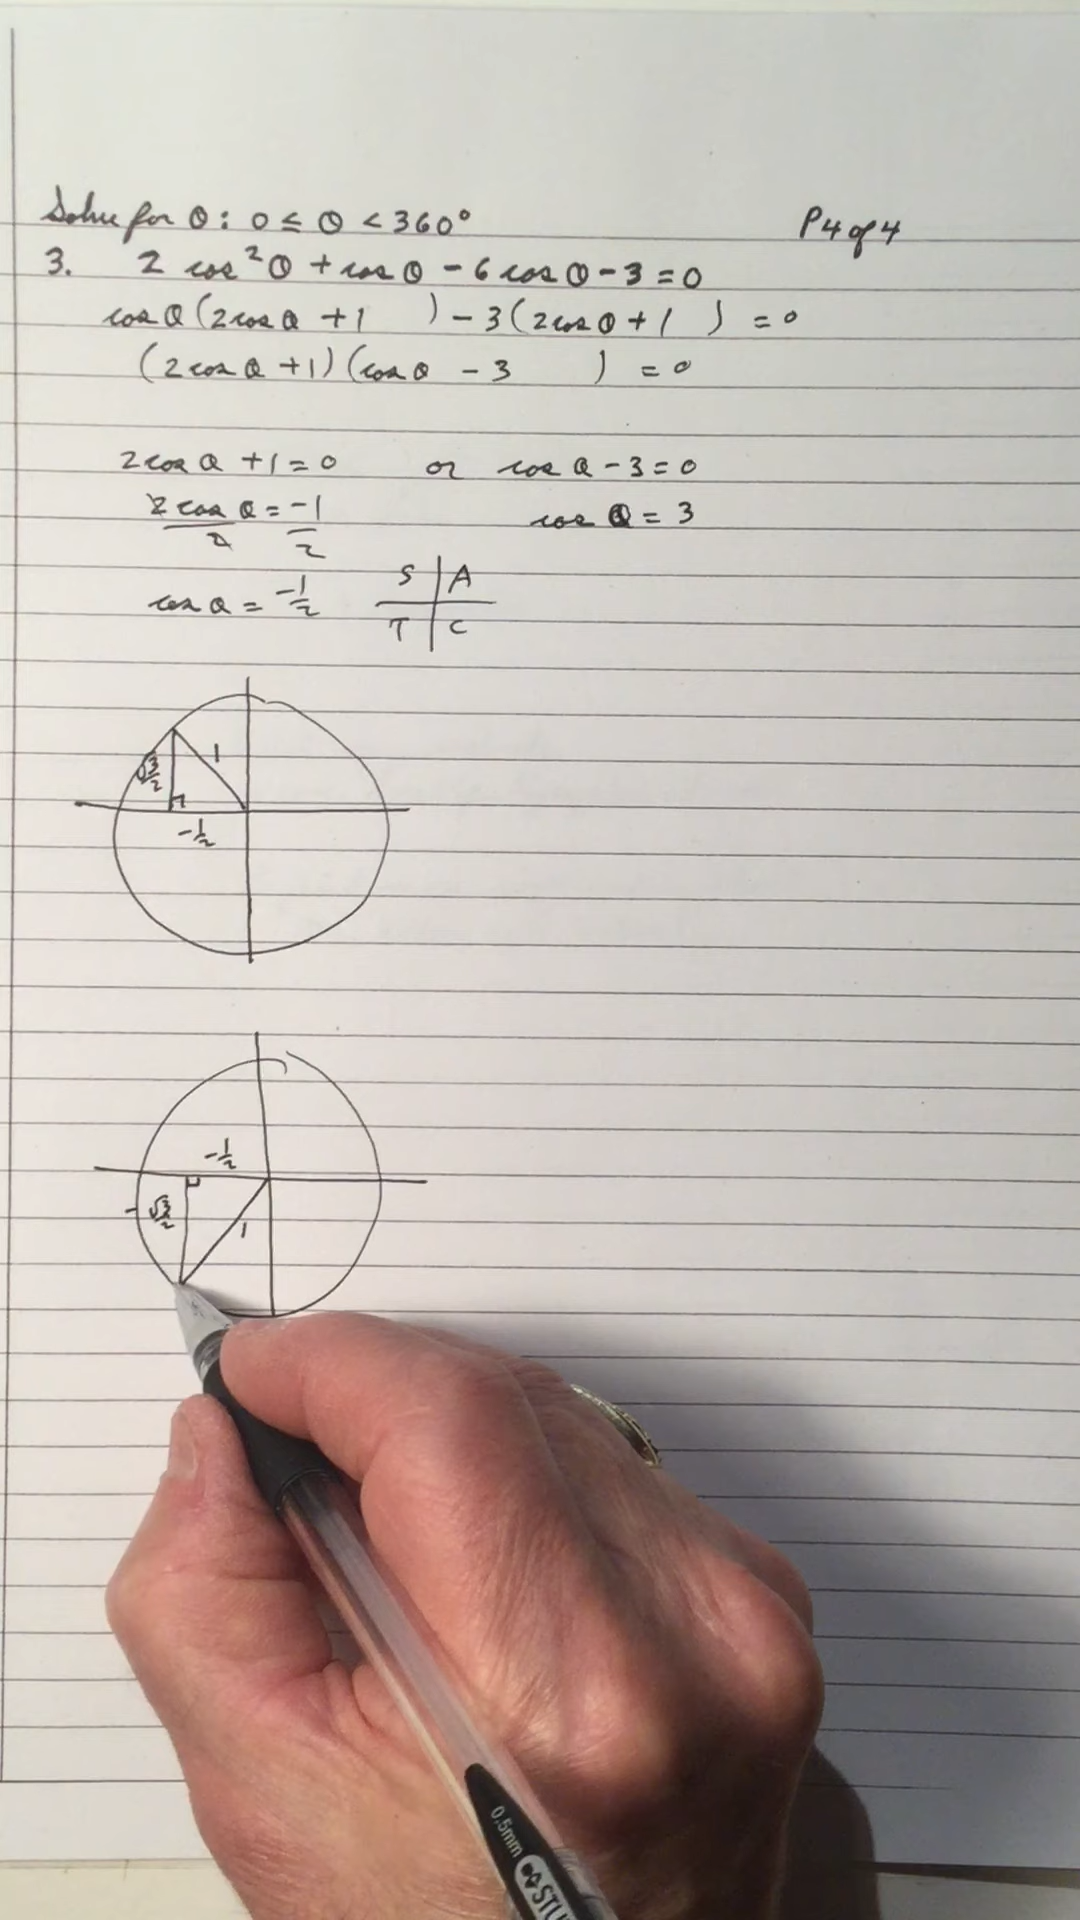 Solve for θ: 0 ≤ θ < 360°
P4 of 4
3. 2 cos²θ + cos θ - 6 cos θ - 3 = 0
cos θ (2cos θ + 1 ) - 3 (2cos θ + 1 ) = 0
(2cos θ + 1) (cos θ - 3 ) = 0
2cos θ + 1 = 0 or cos θ - 3 = 0
2 cos θ / 2 = -1 / 2
cos θ = 3
cos θ = -1/2
S A
T C
√3/2
1
-1/2
-1/2
- √3/2
1
0.5mm